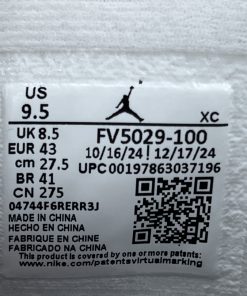 US
9.5
XC
UK 8.5
EUR 43
cm 27.5
BR 41
CN 275
FV5029-100
10/16/24 | 12/17/24
UPC00197863037196
04744F6RERR3J
MADE IN CHINA
HECHO EN CHINA
FABRIQUE EN CHINE
FABRICADO NA CHINA
This product is covered by one or more patents:
www.nike.com/patentsvirtualmarking